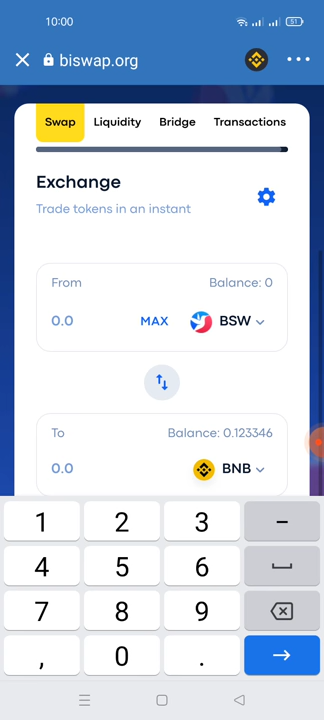 10:00
51
biswap.org
Swap Liquidity Bridge Transactions
Exchange
Trade tokens in an instant
From Balance: 0
0.0 MAX BSW
To Balance: 0.123346
0.0 BNB
1 2 3 –
4 5 6
7 8 9
, 0 .